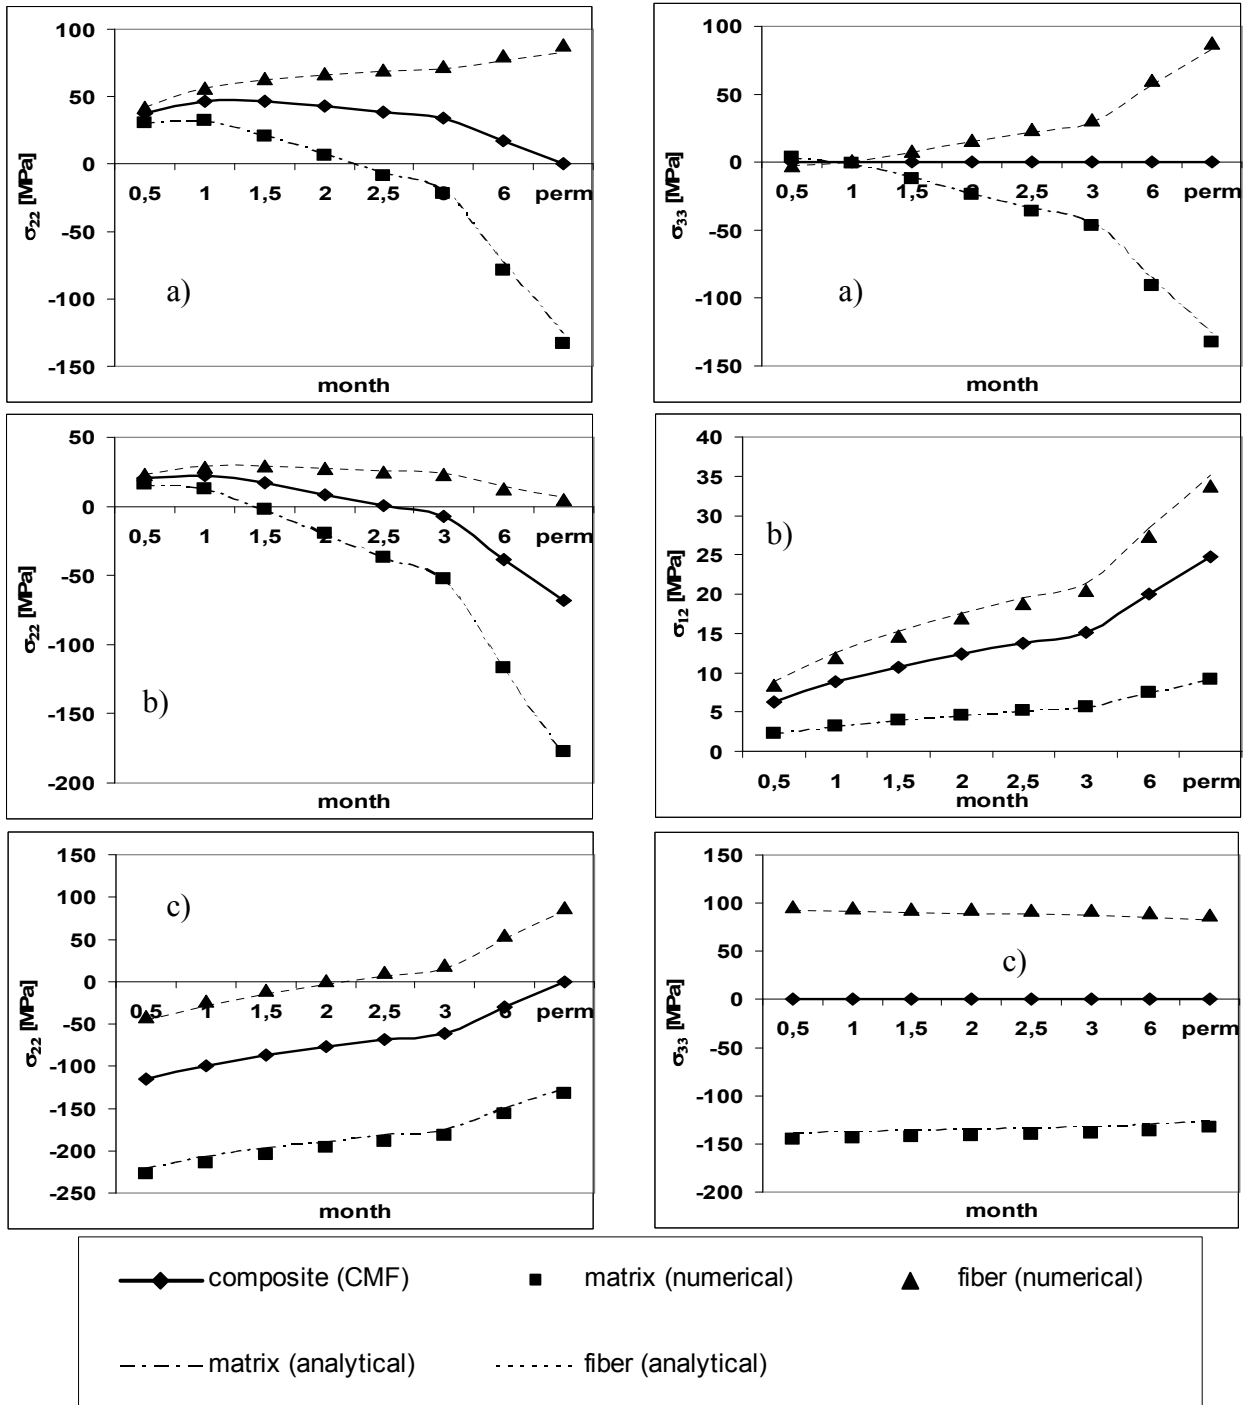 100
50
0
-50
-100
-150
σ22 [MPa]
0,5 1 1,5 2 2,5 3 6 perm
a)
month
100
50
0
-50
-100
-150
σ33 [MPa]
0,5 1 1,5 2 2,5 3 6 perm
a)
month
50
0
-50
-100
-150
-200
σ22 [MPa]
0,5 1 1,5 2 2,5 3 6 perm
b)
month
40
35
30
25
20
15
10
5
0
σ12 [MPa]
b)
0,5 1 1,5 2 2,5 3 6 perm
month
150
100
50
0
-50
-100
-150
-200
-250
σ22 [MPa]
c)
0,5 1 1,5 2 2,5 3 6 perm
month
150
100
50
0
-50
-100
-150
-200
σ33 [MPa]
c)
0,5 1 1,5 2 2,5 3 6 perm
month
composite (CMF) matrix (numerical) fiber (numerical)
matrix (analytical) fiber (analytical)